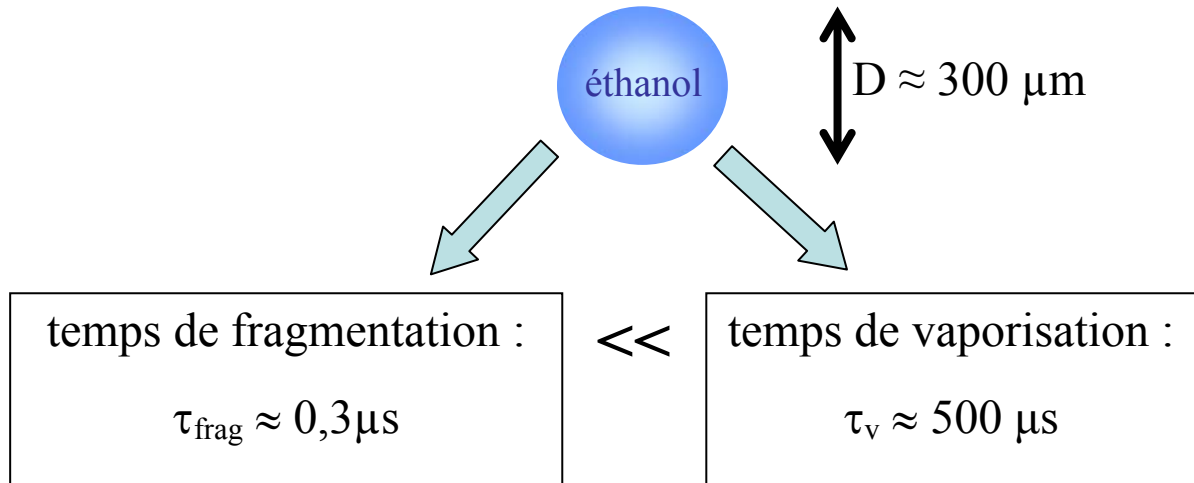 éthanol
D ≈ 300 µm
temps de fragmentation :
<<
temps de vaporisation :
τfrag ≈ 0,3µs
τv ≈ 500 µs